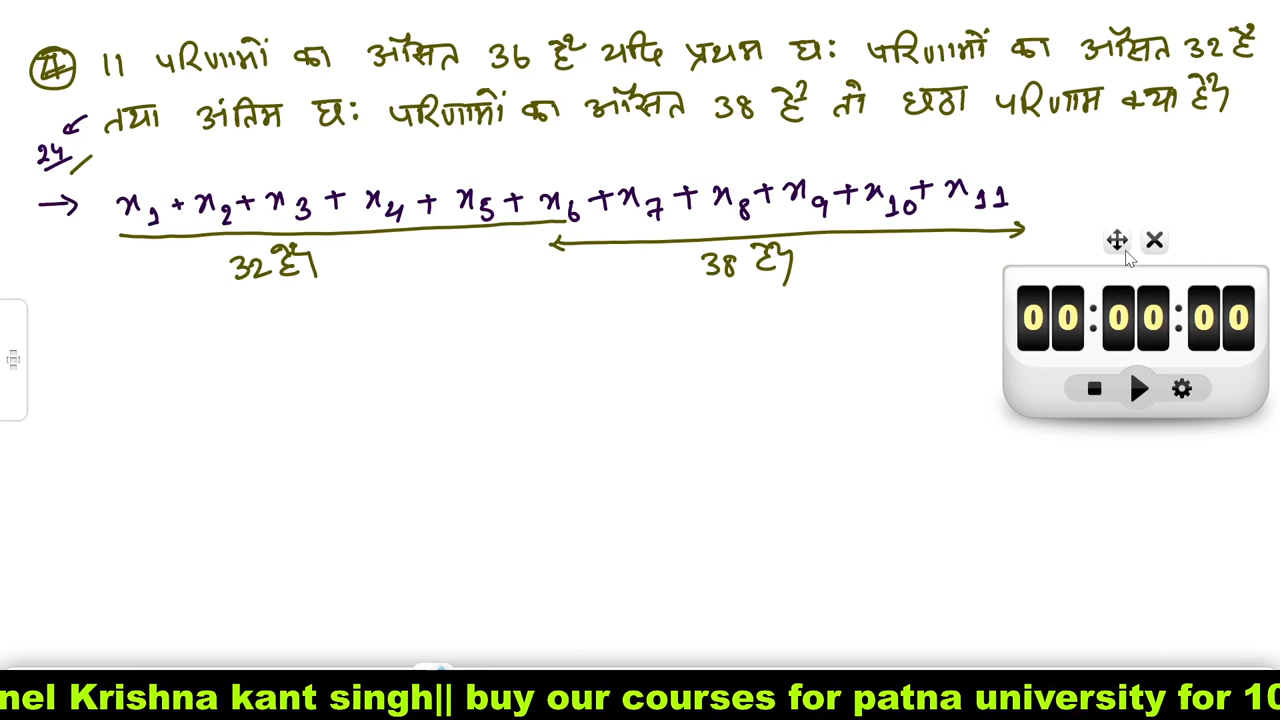 ④ 11 परिणामों का औसत 36 है यदि प्रथम छः परिणामों का औसत 32 है
तथा अंतिम छः परिणामों का औसत 38 है तो छठा परिणाम क्या है।
24
→ x₁ + x₂ + x₃ + x₄ + x₅ + x₆ + x₇ + x₈ + x₉ + x₁₀ + x₁₁
32 है। 38 है।
00:00:00
nel Krishna kant singh|| buy our courses for patna university for 10